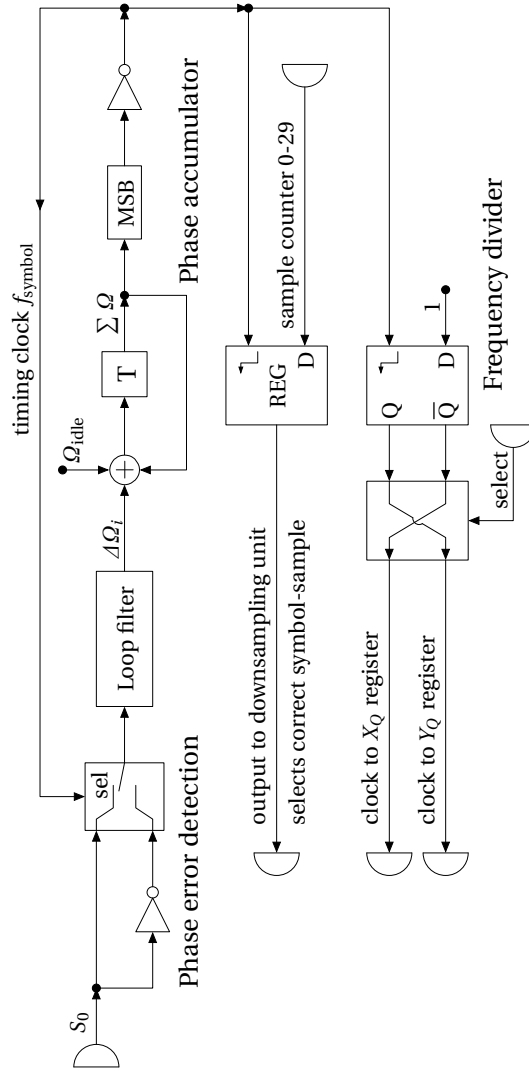 timing clock f_symbol
S_0
sel
Loop filter
ΔΩ_i
Ω_idle
+
T
Σ Ω
MSB
Phase error detection
Phase accumulator
output to downsampling unit
selects correct symbol-sample
REG
D
sample counter 0-29
clock to X_Q register
clock to Y_Q register
Q
Q̅
D
1
select
Frequency divider